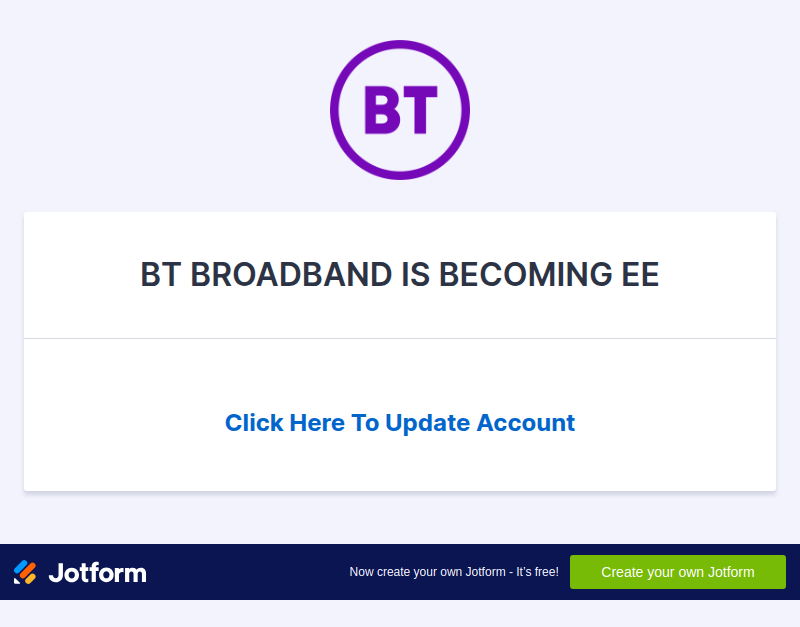 BT
BT BROADBAND IS BECOMING EE
Click Here To Update Account
Jotform
Now create your own Jotform - It's free!
Create your own Jotform